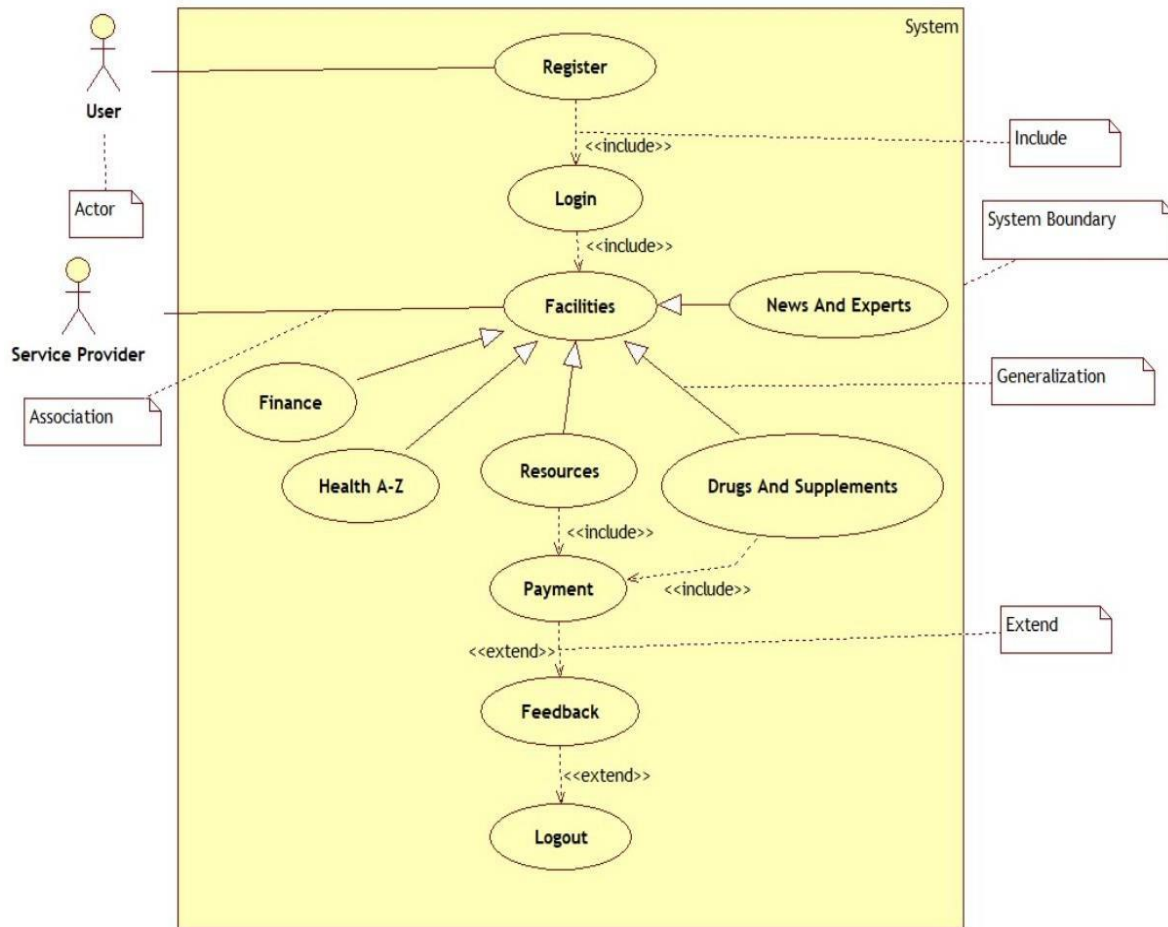 System
Register
User
<<include>>
Include
Login
Actor
System Boundary
<<include>>
Facilities
News And Experts
Service Provider
Generalization
Finance
Association
Health A-Z
Resources
Drugs And Supplements
<<include>>
Payment
<<include>>
Extend
<<extend>>
Feedback
<<extend>>
Logout